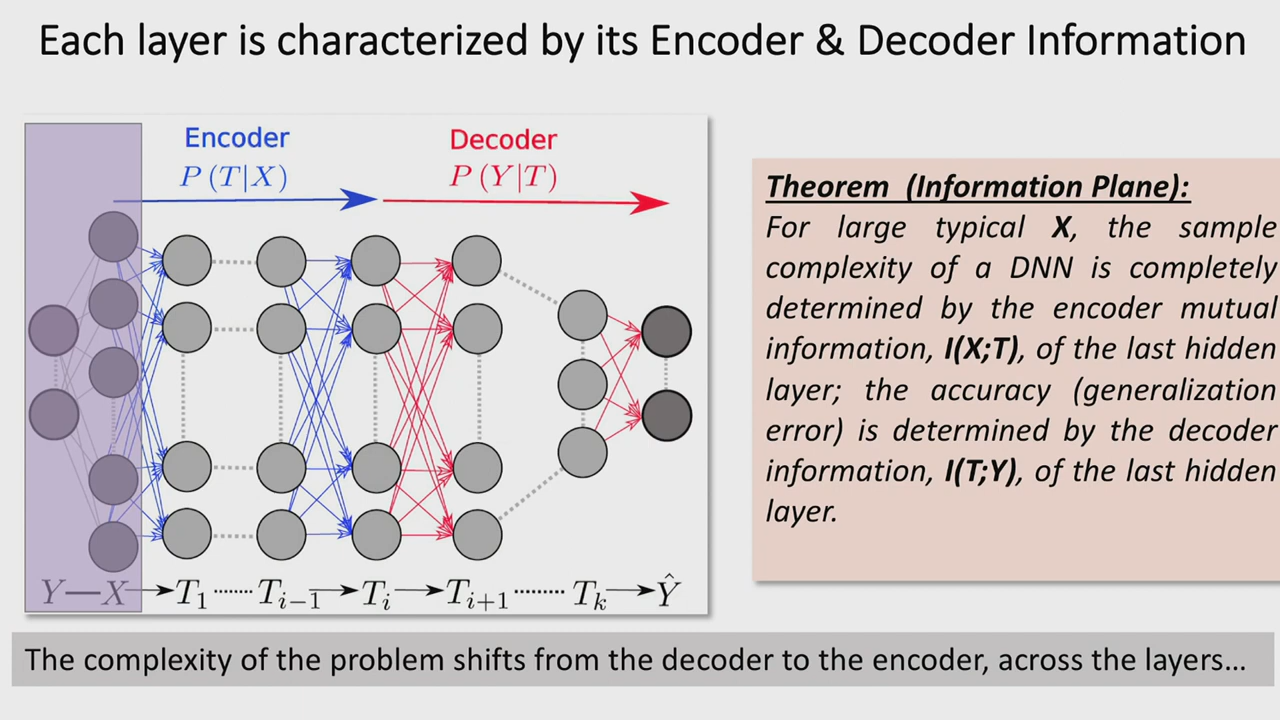 Each layer is characterized by its Encoder & Decoder Information
Encoder
P (T|X)
Decoder
P (Y|T)
Y — X → T₁ ······· Tᵢ₋₁ → Tᵢ → Tᵢ₊₁ ········· Tₖ → Ŷ
Theorem (Information Plane):
For large typical X, the sample
complexity of a DNN is completely
determined by the encoder mutual
information, I(X;T), of the last hidden
layer; the accuracy (generalization
error) is determined by the decoder
information, I(T;Y), of the last hidden
layer.
The complexity of the problem shifts from the decoder to the encoder, across the layers...